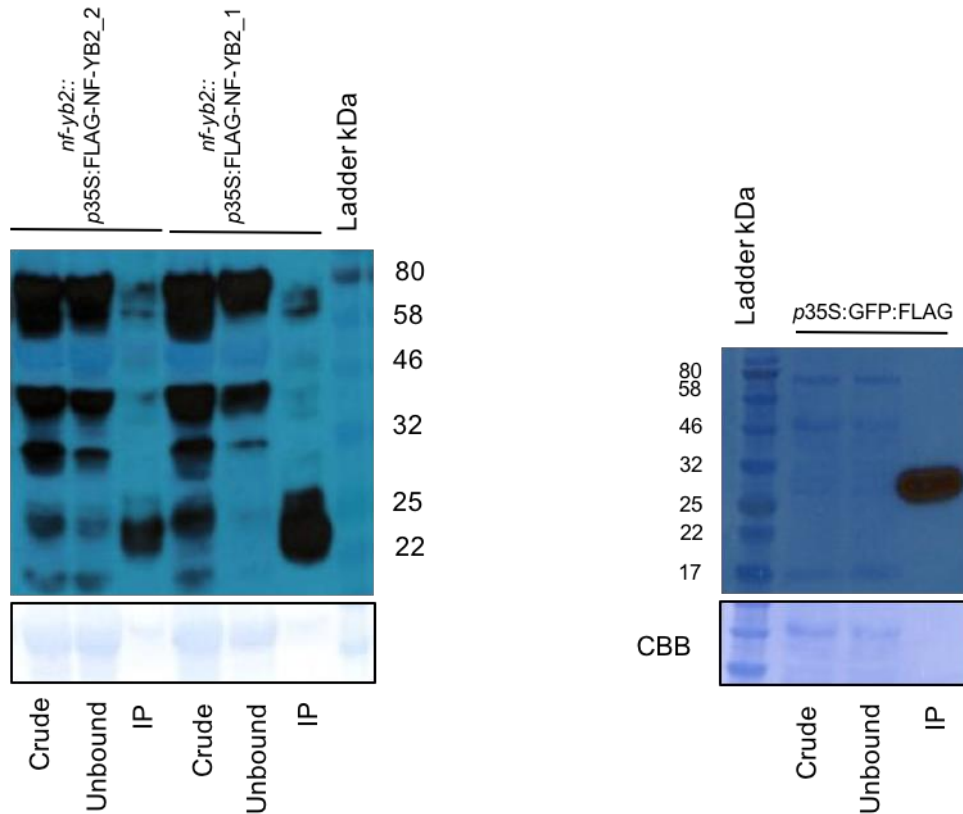 nf-yb2::
p35S:FLAG-NF-YB2_2
nf-yb2::
p35S:FLAG-NF-YB2_1
Ladder kDa
80
58
46
32
25
22
Crude
Unbound
IP
Crude
Unbound
IP
Ladder kDa
p35S:GFP:FLAG
80
58
46
32
25
22
17
CBB
Crude
Unbound
IP